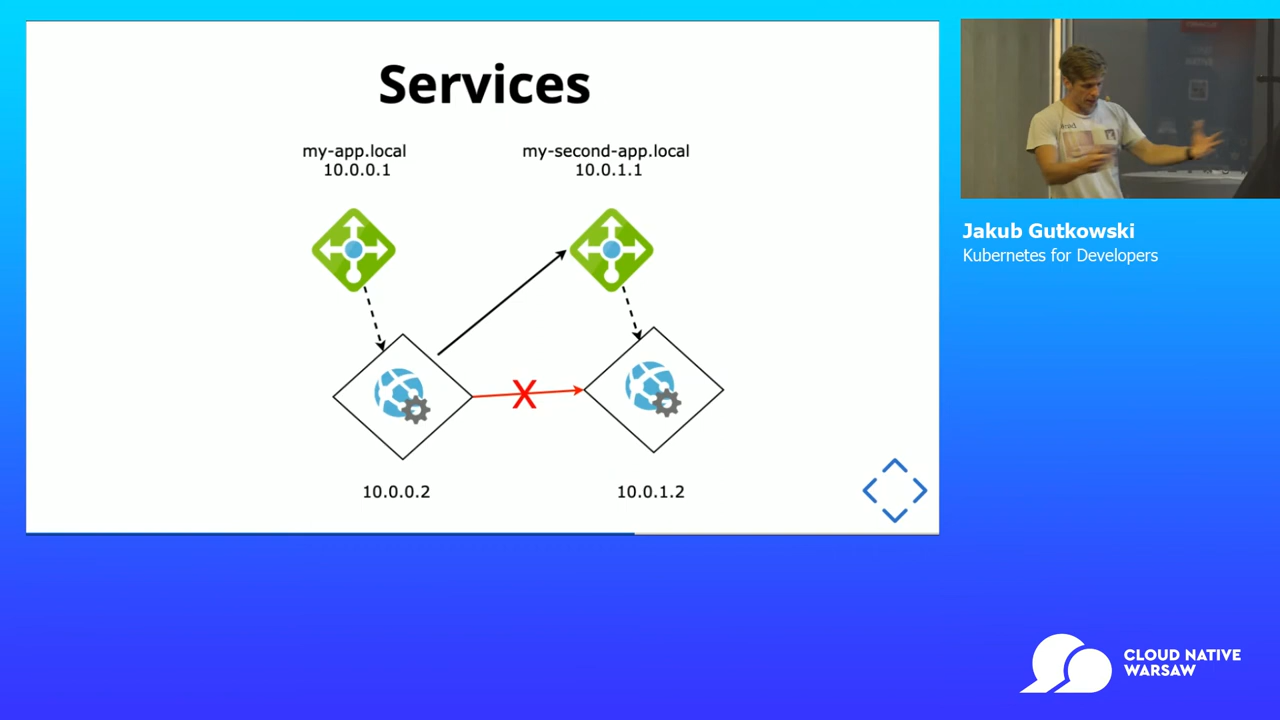 Services
my-app.local
10.0.0.1
my-second-app.local
10.0.1.1
X
10.0.0.2
10.0.1.2
Jakub Gutkowski
Kubernetes for Developers
CLOUD NATIVE
WARSAW